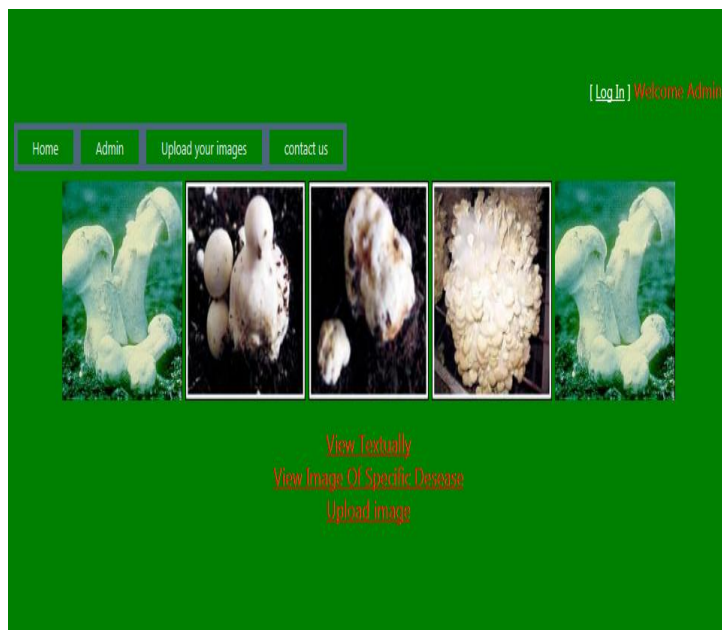 [ Log In ] Welcome Admin
Home Admin Upload your images contact us
View Textually
View Image Of Specific Desease
Upload image